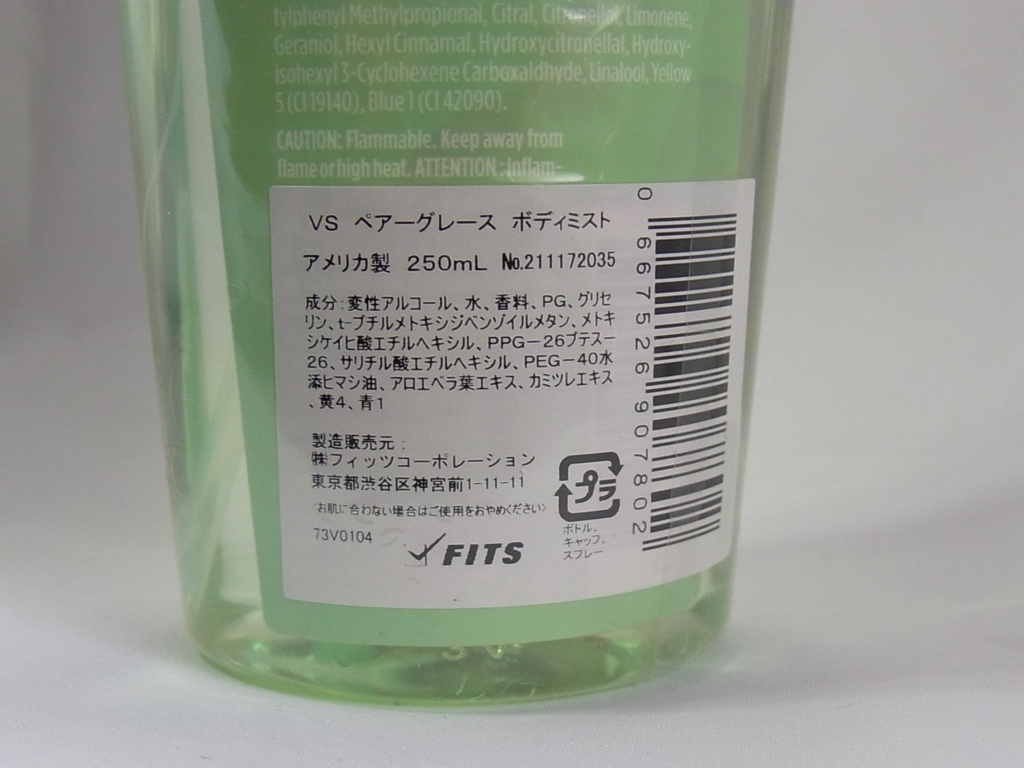 tylphenyl Methylpropional, Citral, Citronellol, Limonene,
Geraniol, Hexyl Cinnamal, Hydroxycitronellal, Hydroxy-
isohexyl 3-Cyclohexene Carboxaldhyde, Linalool, Yellow
5 (CI 19140), Blue 1 (CI 42090).
CAUTION: Flammable. Keep away from
flame or high heat. ATTENTION : Inflam-
VS ペアーグレース ボディミスト
アメリカ製 250mL No.211172035
成分：変性アルコール、水、香料、PG、グリセ
リン、t-ブチルメトキシジベンゾイルメタン、メトキ
シケイヒ酸エチルヘキシル、PPG-26ブテス-
26、サリチル酸エチルヘキシル、PEG-40水
添ヒマシ油、アロエベラ葉エキス、カミツレエキス
、黄4、青1
製造販売元：
㈱フィッツコーポレーション
東京都渋谷区神宮前1-11-11
*お肌に合わない場合はご使用をおやめください>
73V0104
FITS
プラ
ボトル、
キャップ、
スプレー
0 667526 907802